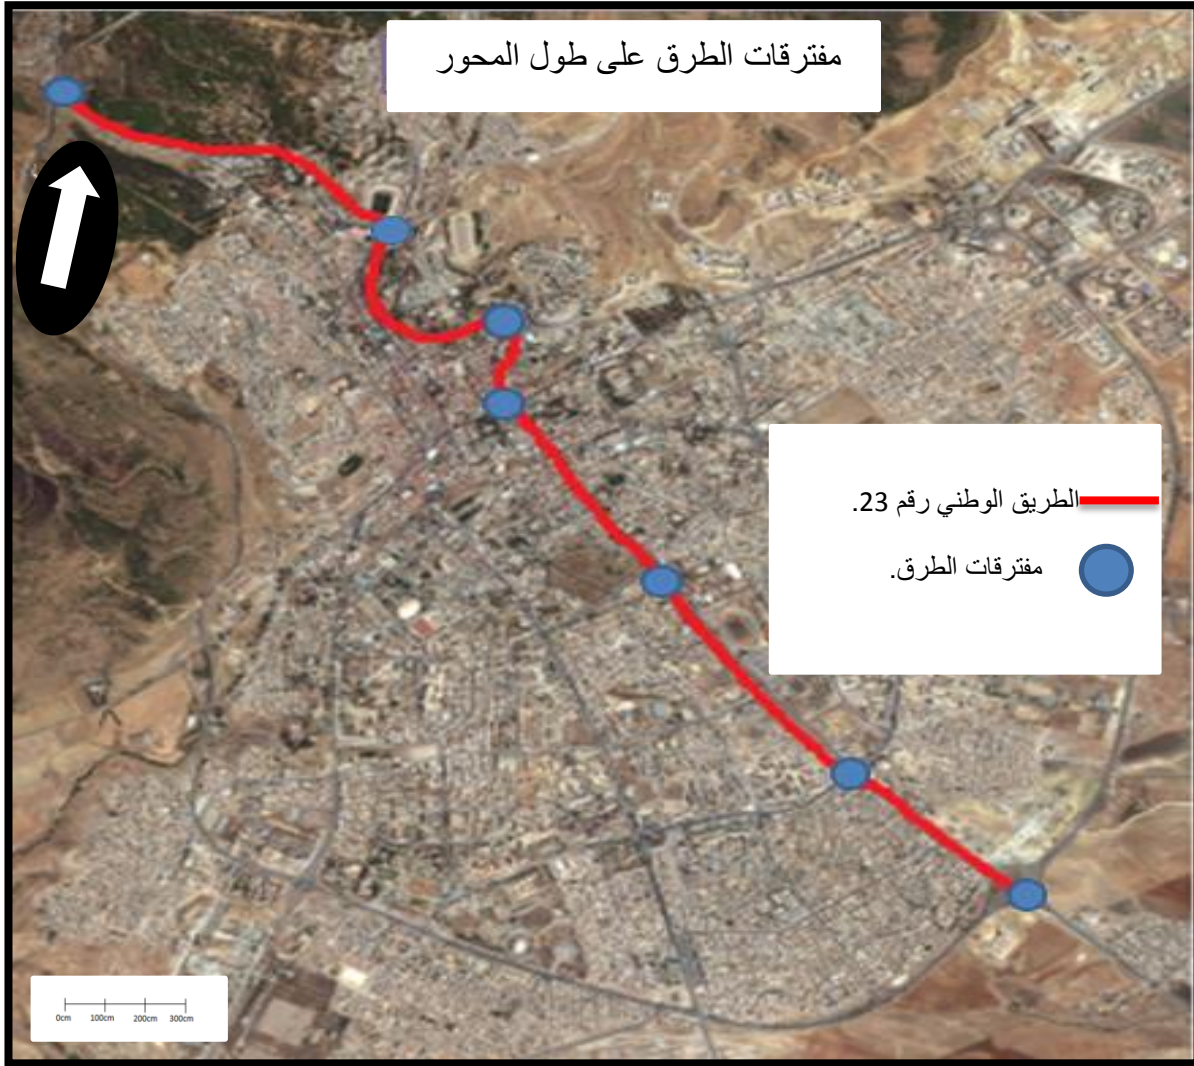 مفترقات الطرق على طول المحور
الطريق الوطني رقم 23.
مفترقات الطرق.
0cm 100cm 200cm 300cm